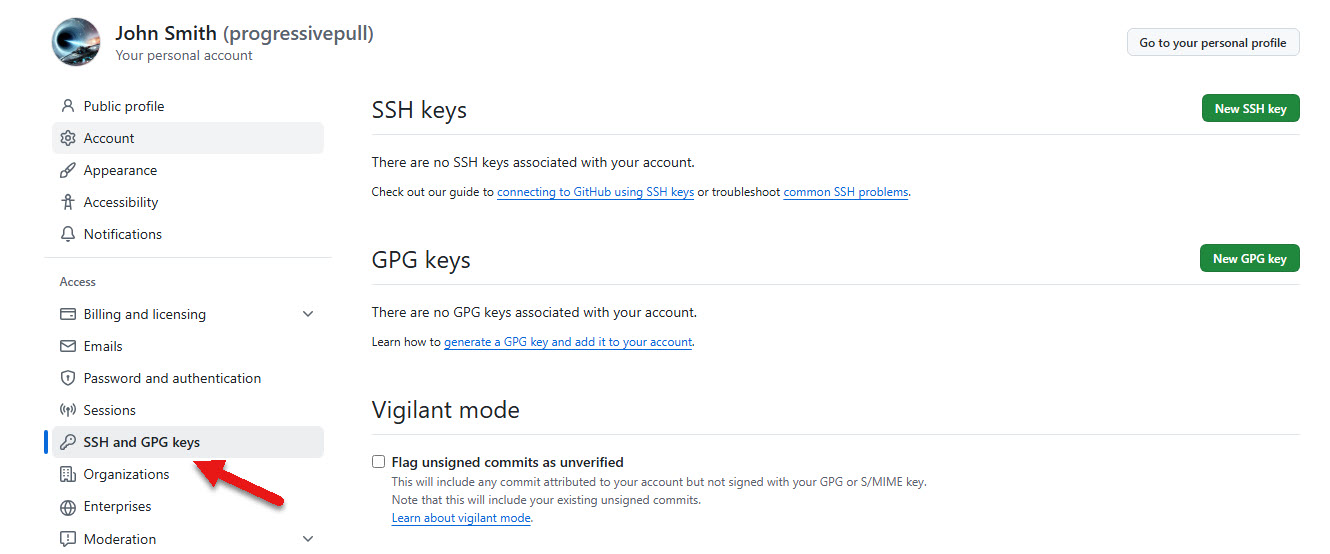 John Smith (progressivepull)
Your personal account
Go to your personal profile
Public profile
Account
Appearance
Accessibility
Notifications
Access
Billing and licensing
Emails
Password and authentication
Sessions
SSH and GPG keys
Organizations
Enterprises
Moderation
SSH keys
New SSH key
There are no SSH keys associated with your account.
Check out our guide to connecting to GitHub using SSH keys or troubleshoot common SSH problems.
GPG keys
New GPG key
There are no GPG keys associated with your account.
Learn how to generate a GPG key and add it to your account.
Vigilant mode
Flag unsigned commits as unverified
This will include any commit attributed to your account but not signed with your GPG or S/MIME key.
Note that this will include your existing unsigned commits.
Learn about vigilant mode.